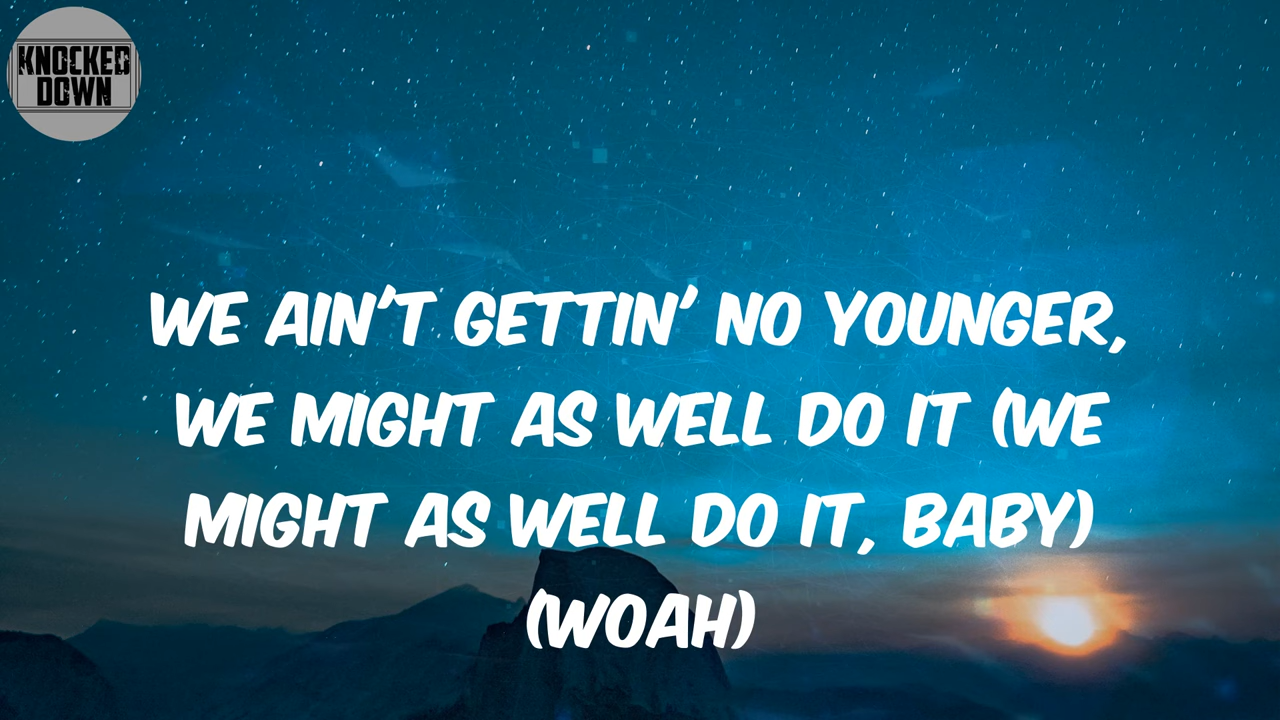 KNOCKED
DOWN
WE AIN'T GETTIN' NO YOUNGER,
WE MIGHT AS WELL DO IT (WE
MIGHT AS WELL DO IT, BABY)
(WOAH)